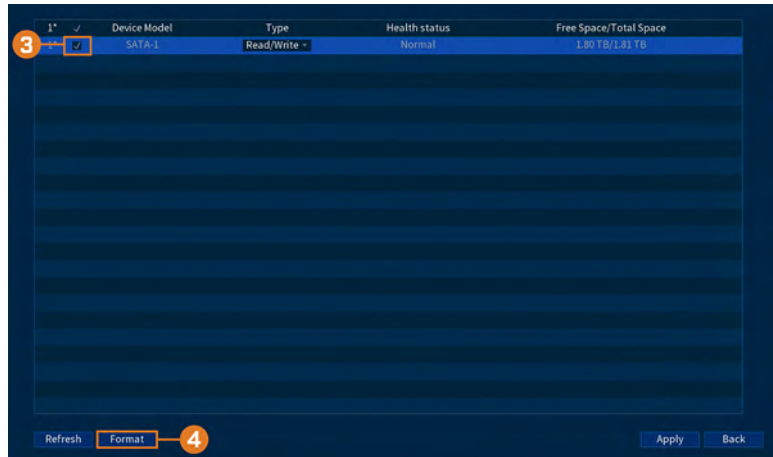 1* ✓ Device Model Type Health status Free Space/Total Space
3 1* ✓ SATA-1 Read/Write Normal 1.80 TB/1.81 TB
Refresh Format 4 Apply Back